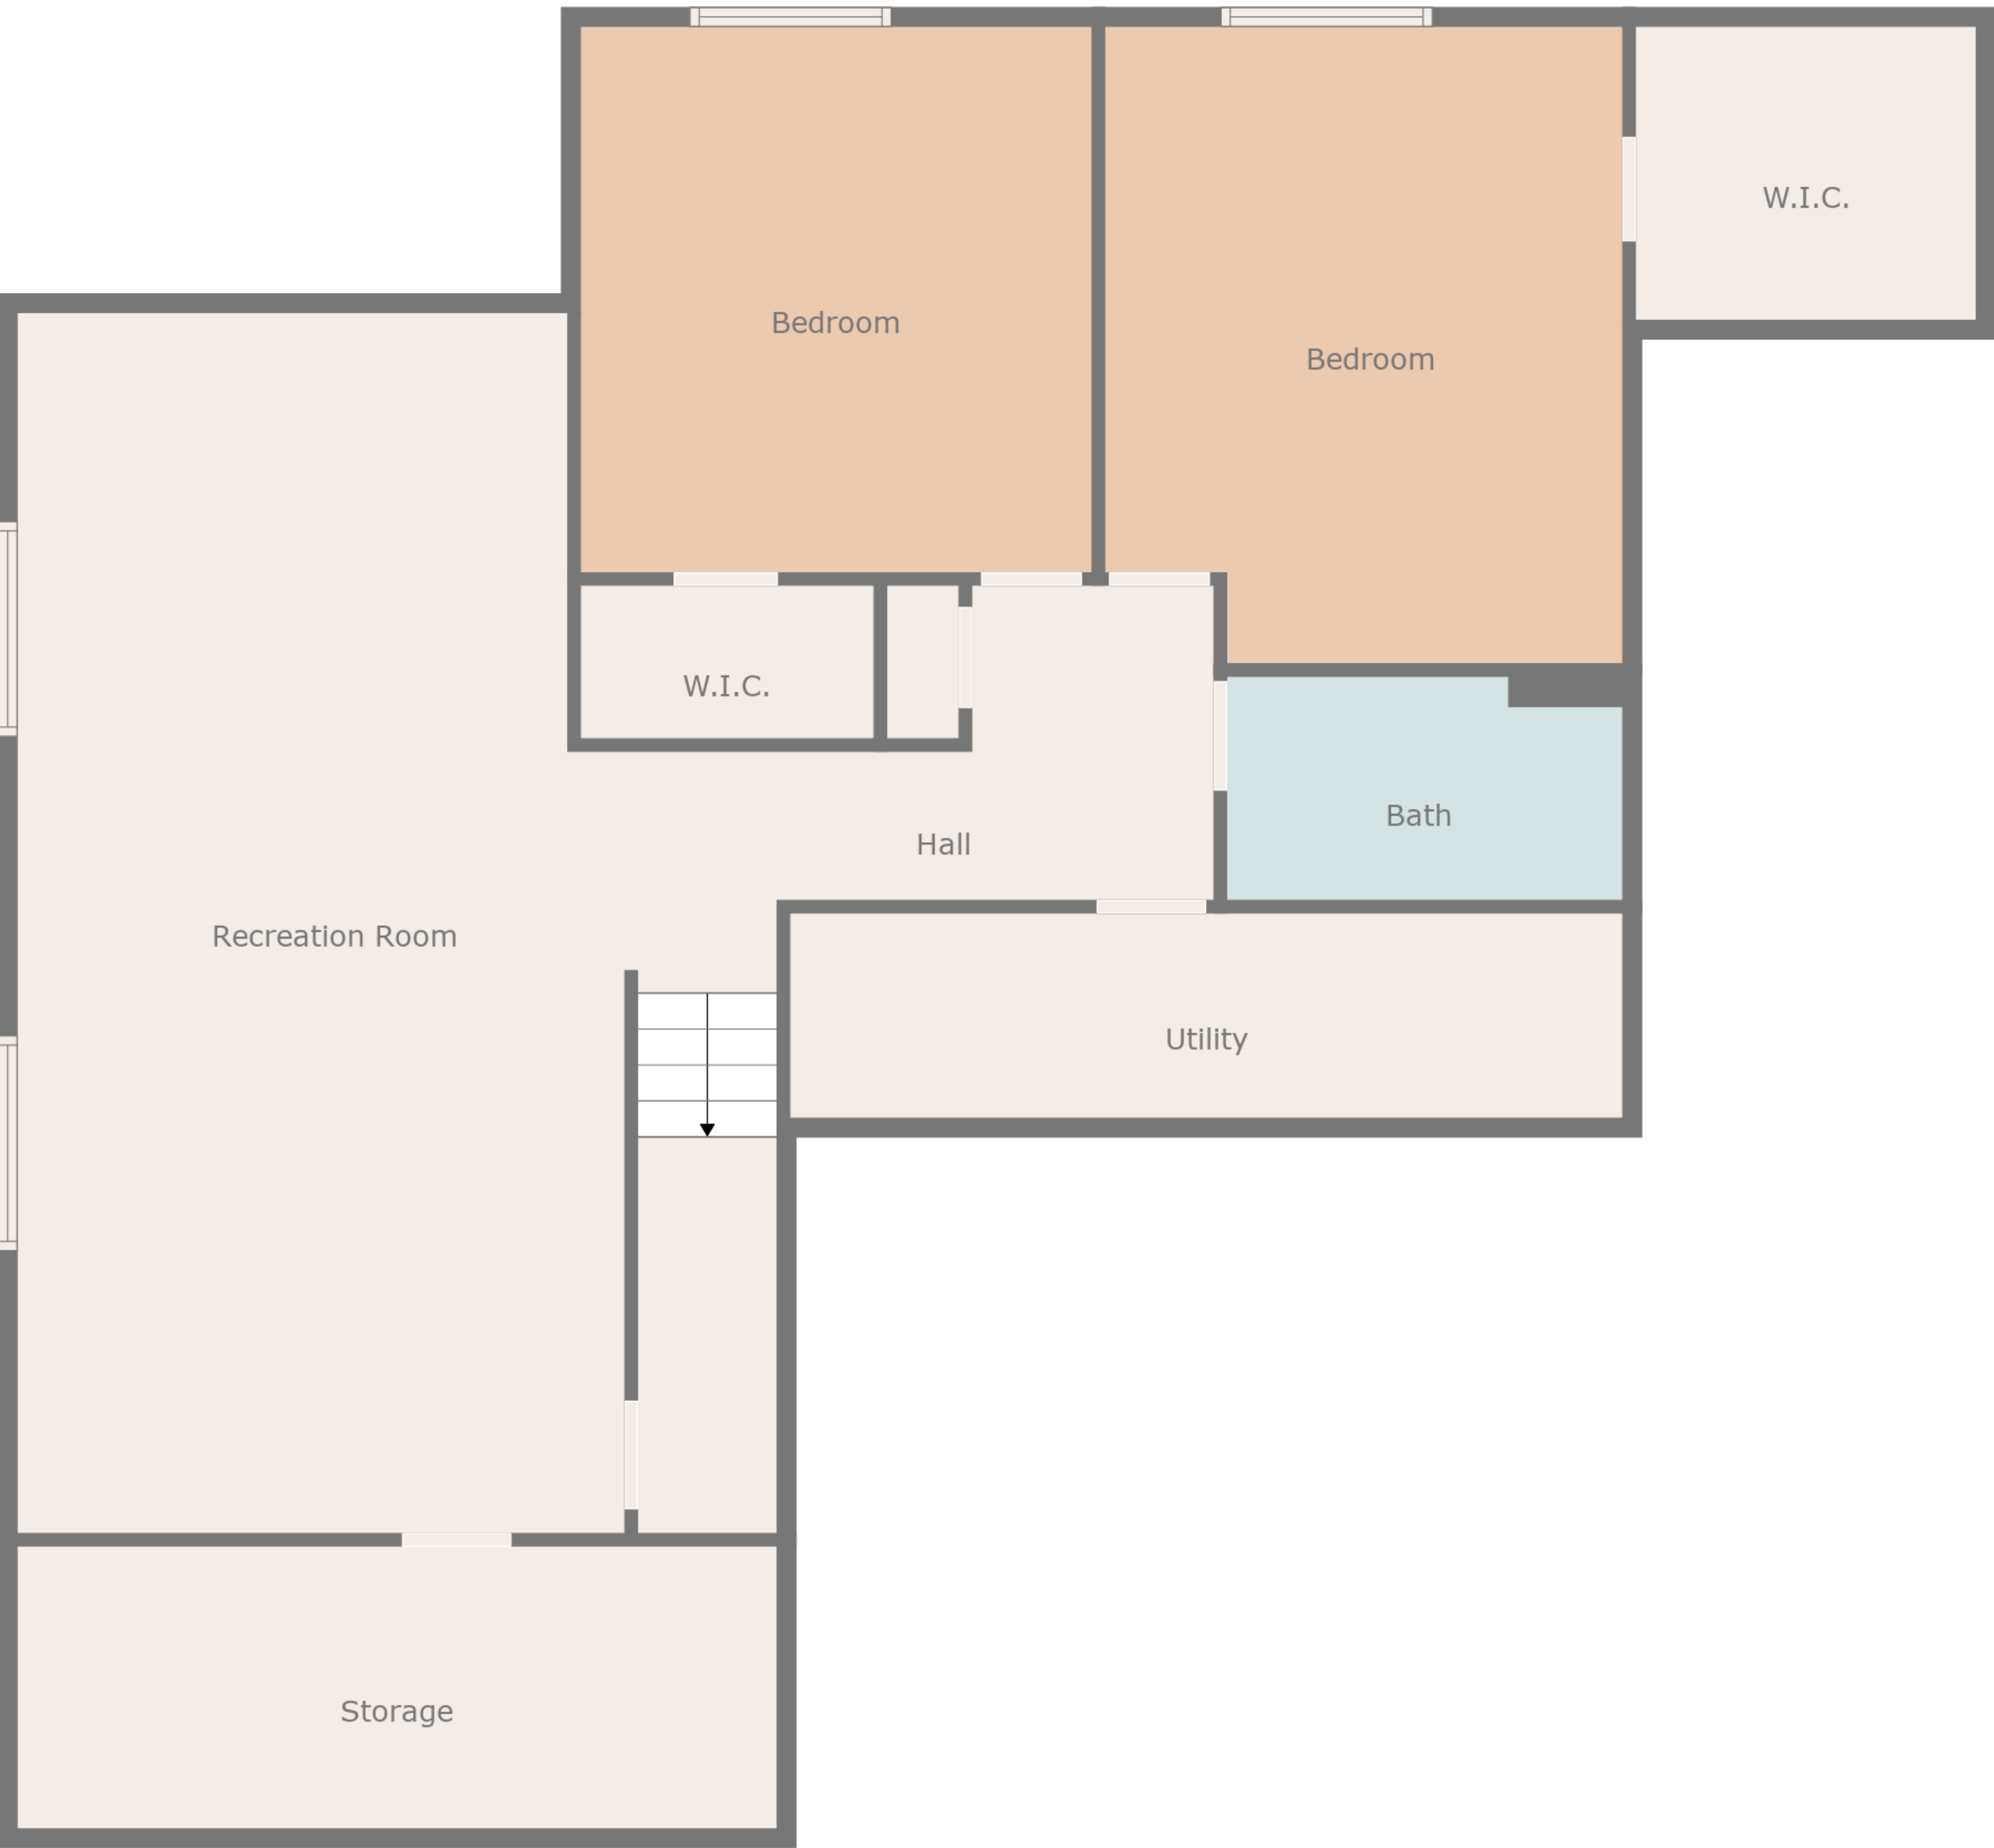 W.I.C.
Bedroom
Bedroom
W.I.C.
Bath
Hall
Recreation Room
Utility
Storage